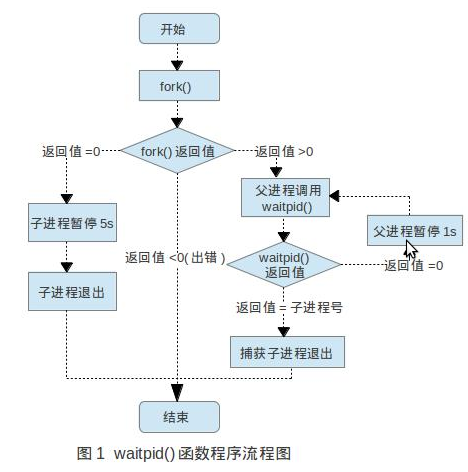 开始
fork()
返回值 =0
fork() 返回值
返回值 >0
父进程调用
waitpid()
子进程暂停 5s
父进程暂停 1s
返回值 <0( 出错 )
waitpid()
返回值
返回值 =0
子进程退出
返回值 = 子进程号
捕获子进程退出
结束
图 1 waitpid() 函数程序流程图